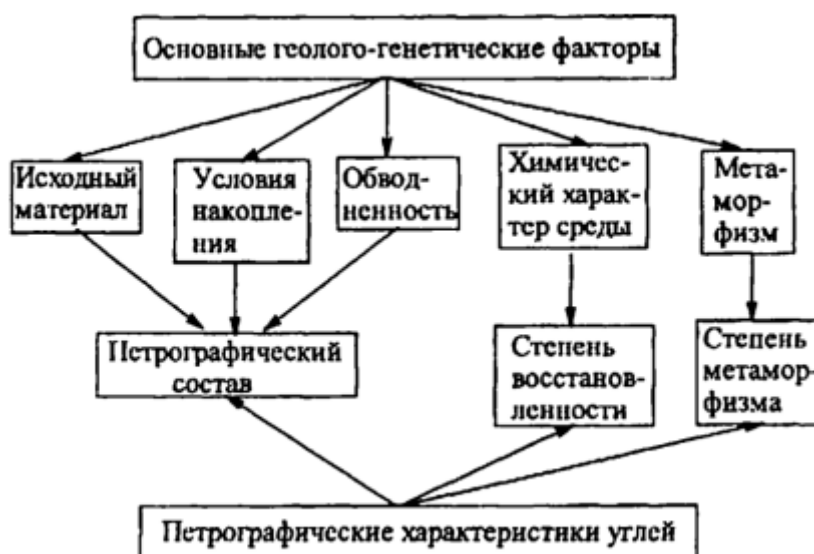 Основные геолого-генетические факторы
Исходный
материал
Условия
накопле-
ния
Обвод-
ненность
Химичес-
кий харак-
тер среды
Мета-
мор-
физм
Петрографический
состав
Степень
восстанов-
ленности
Степень
метамор-
физма
Петрографические характеристики углей